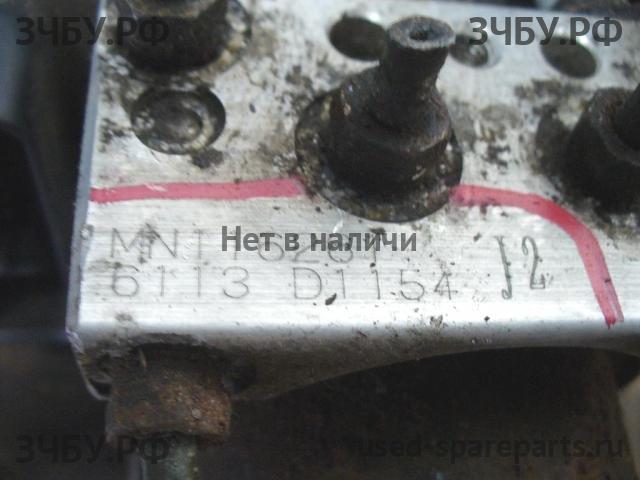 ЗЧБУ.РФ ЗЧБУ.РФ
Нет в наличи
6113 D1154 J2
ЗЧБУ.РФ used-spareparts.ru